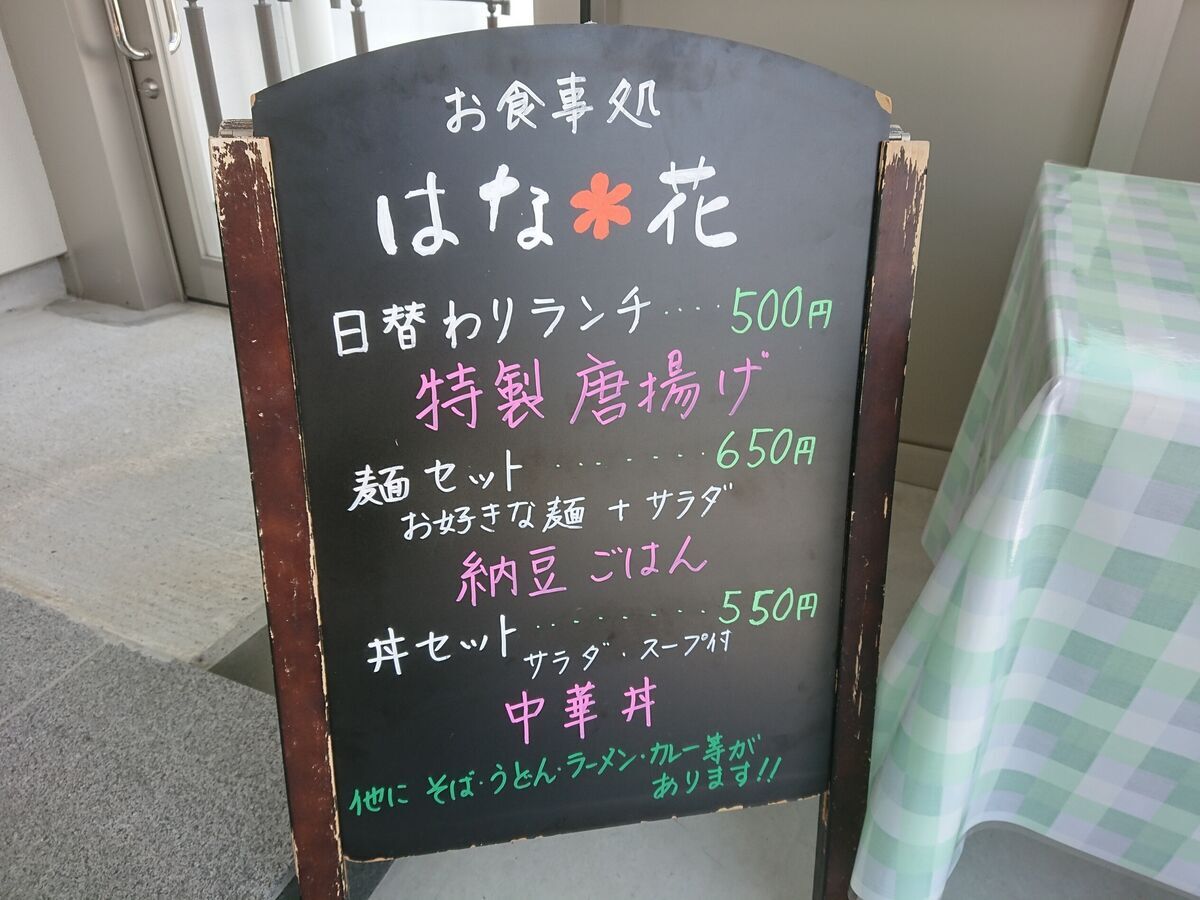 お食事処
はな*花
日替わりランチ・・・500円
特製唐揚げ
麺セット・・・・・・・・650円
お好きな麺+サラダ
納豆ごはん
丼セット・・・・・・・・550円
サラダ・スープ付
中華丼
他にそば・うどん・ラーメン・カレー等が
あります!!